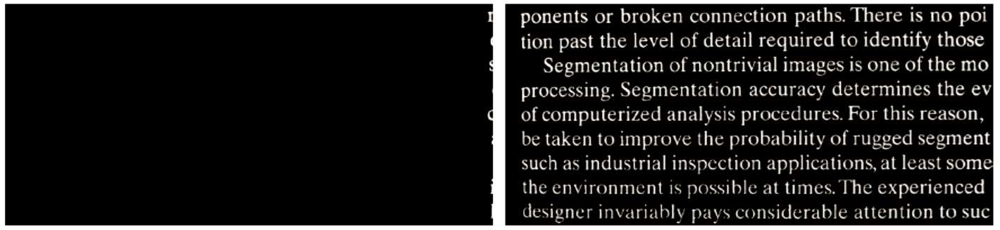 ponents or broken connection paths. There is no poi
tion past the level of detail required to identify those
Segmentation of nontrivial images is one of the mo
processing. Segmentation accuracy determines the ev
of computerized analysis procedures. For this reason,
be taken to improve the probability of rugged segment
such as industrial inspection applications, at least some
the environment is possible at times. The experienced
designer invariably pays considerable attention to suc